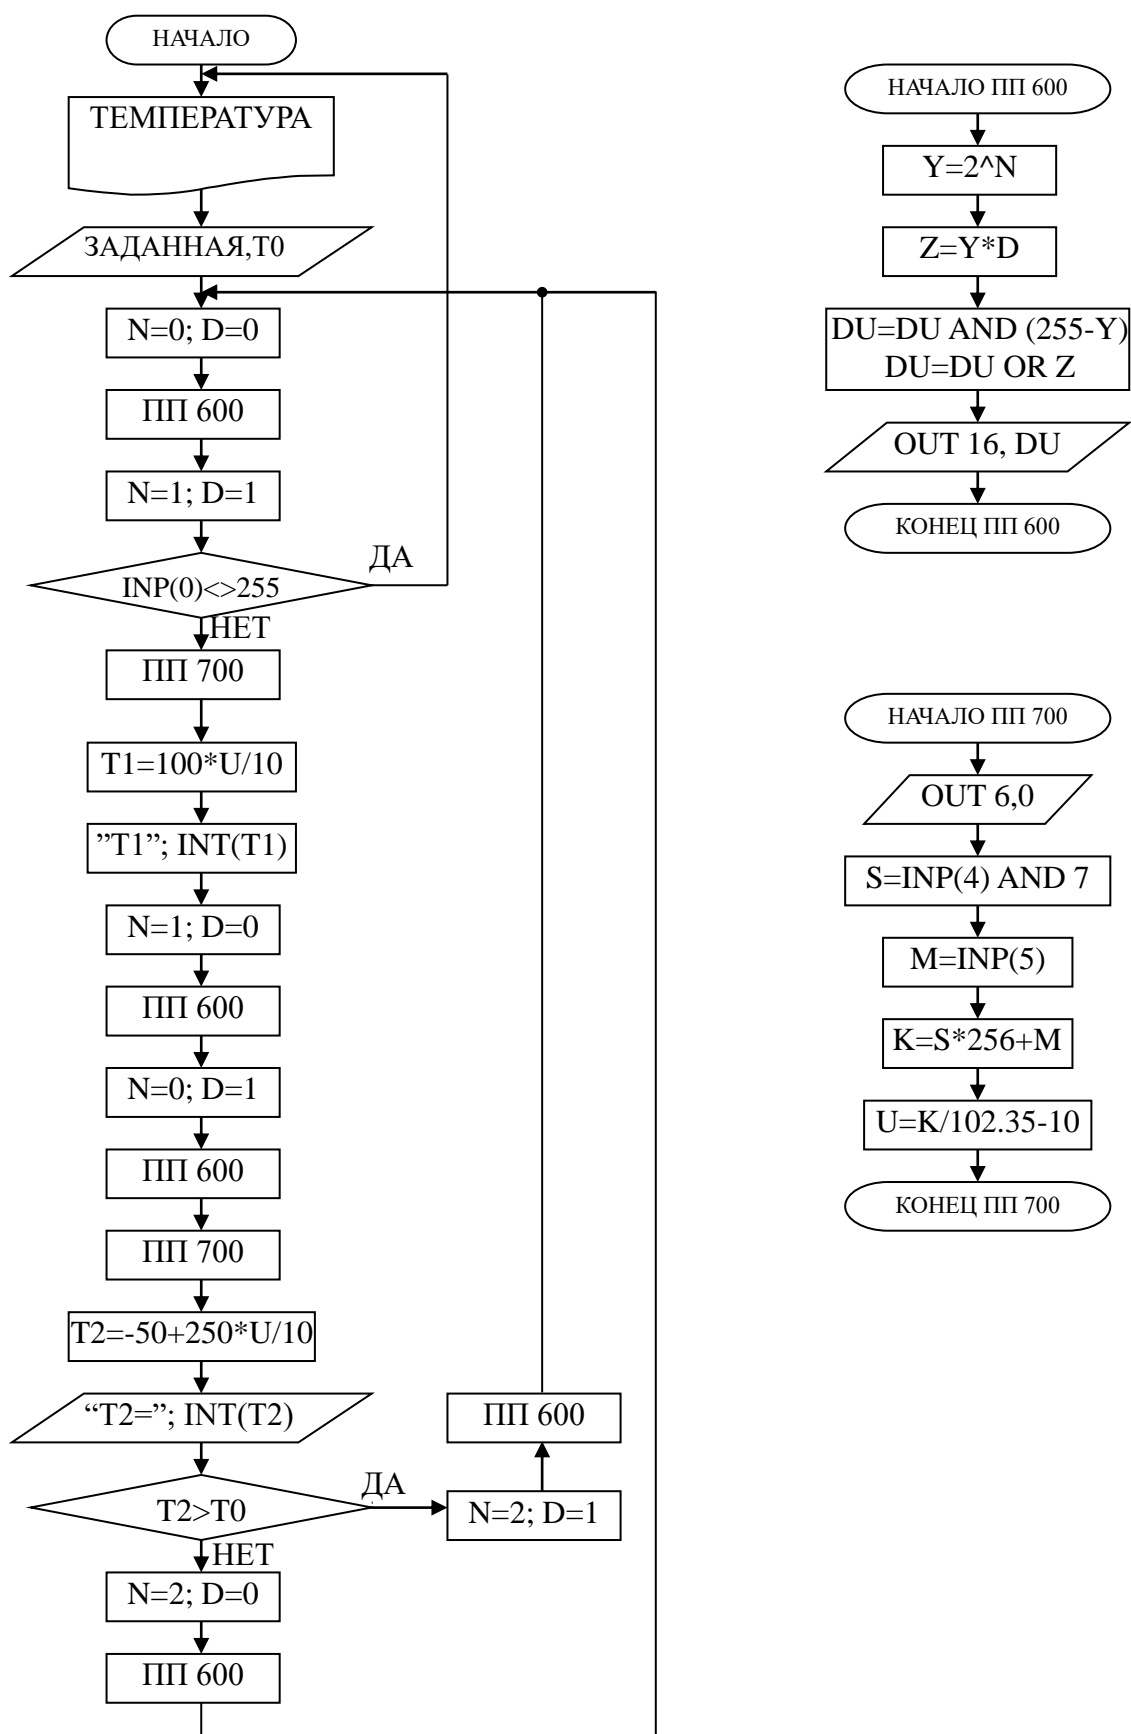 НАЧАЛО
ТЕМПЕРАТУРА
ЗАДАННАЯ,Т0
N=0; D=0
ПП 600
N=1; D=1
ДА
INP(0)<>255
НЕТ
ПП 700
T1=100*U/10
”T1”; INT(T1)
N=1; D=0
ПП 600
N=0; D=1
ПП 600
ПП 700
T2=-50+250*U/10
“T2=”; INT(T2)
ПП 600
ДА
T2>T0
N=2; D=1
НЕТ
N=2; D=0
ПП 600
НАЧАЛО ПП 600
Y=2^N
Z=Y*D
DU=DU AND (255-Y)
DU=DU OR Z
OUT 16, DU
КОНЕЦ ПП 600
НАЧАЛО ПП 700
OUT 6,0
S=INP(4) AND 7
M=INP(5)
K=S*256+M
U=K/102.35-10
КОНЕЦ ПП 700